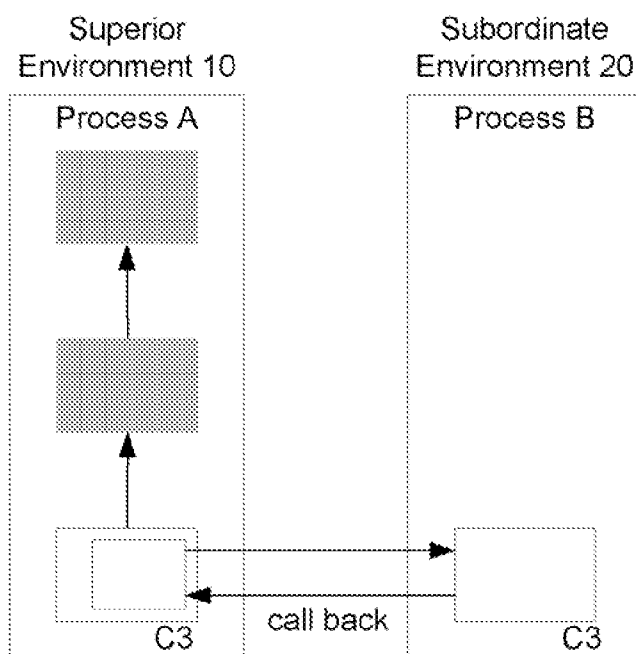 Superior
Environment 10
Subordinate
Environment 20
Process A
Process B
call back
C3
C3